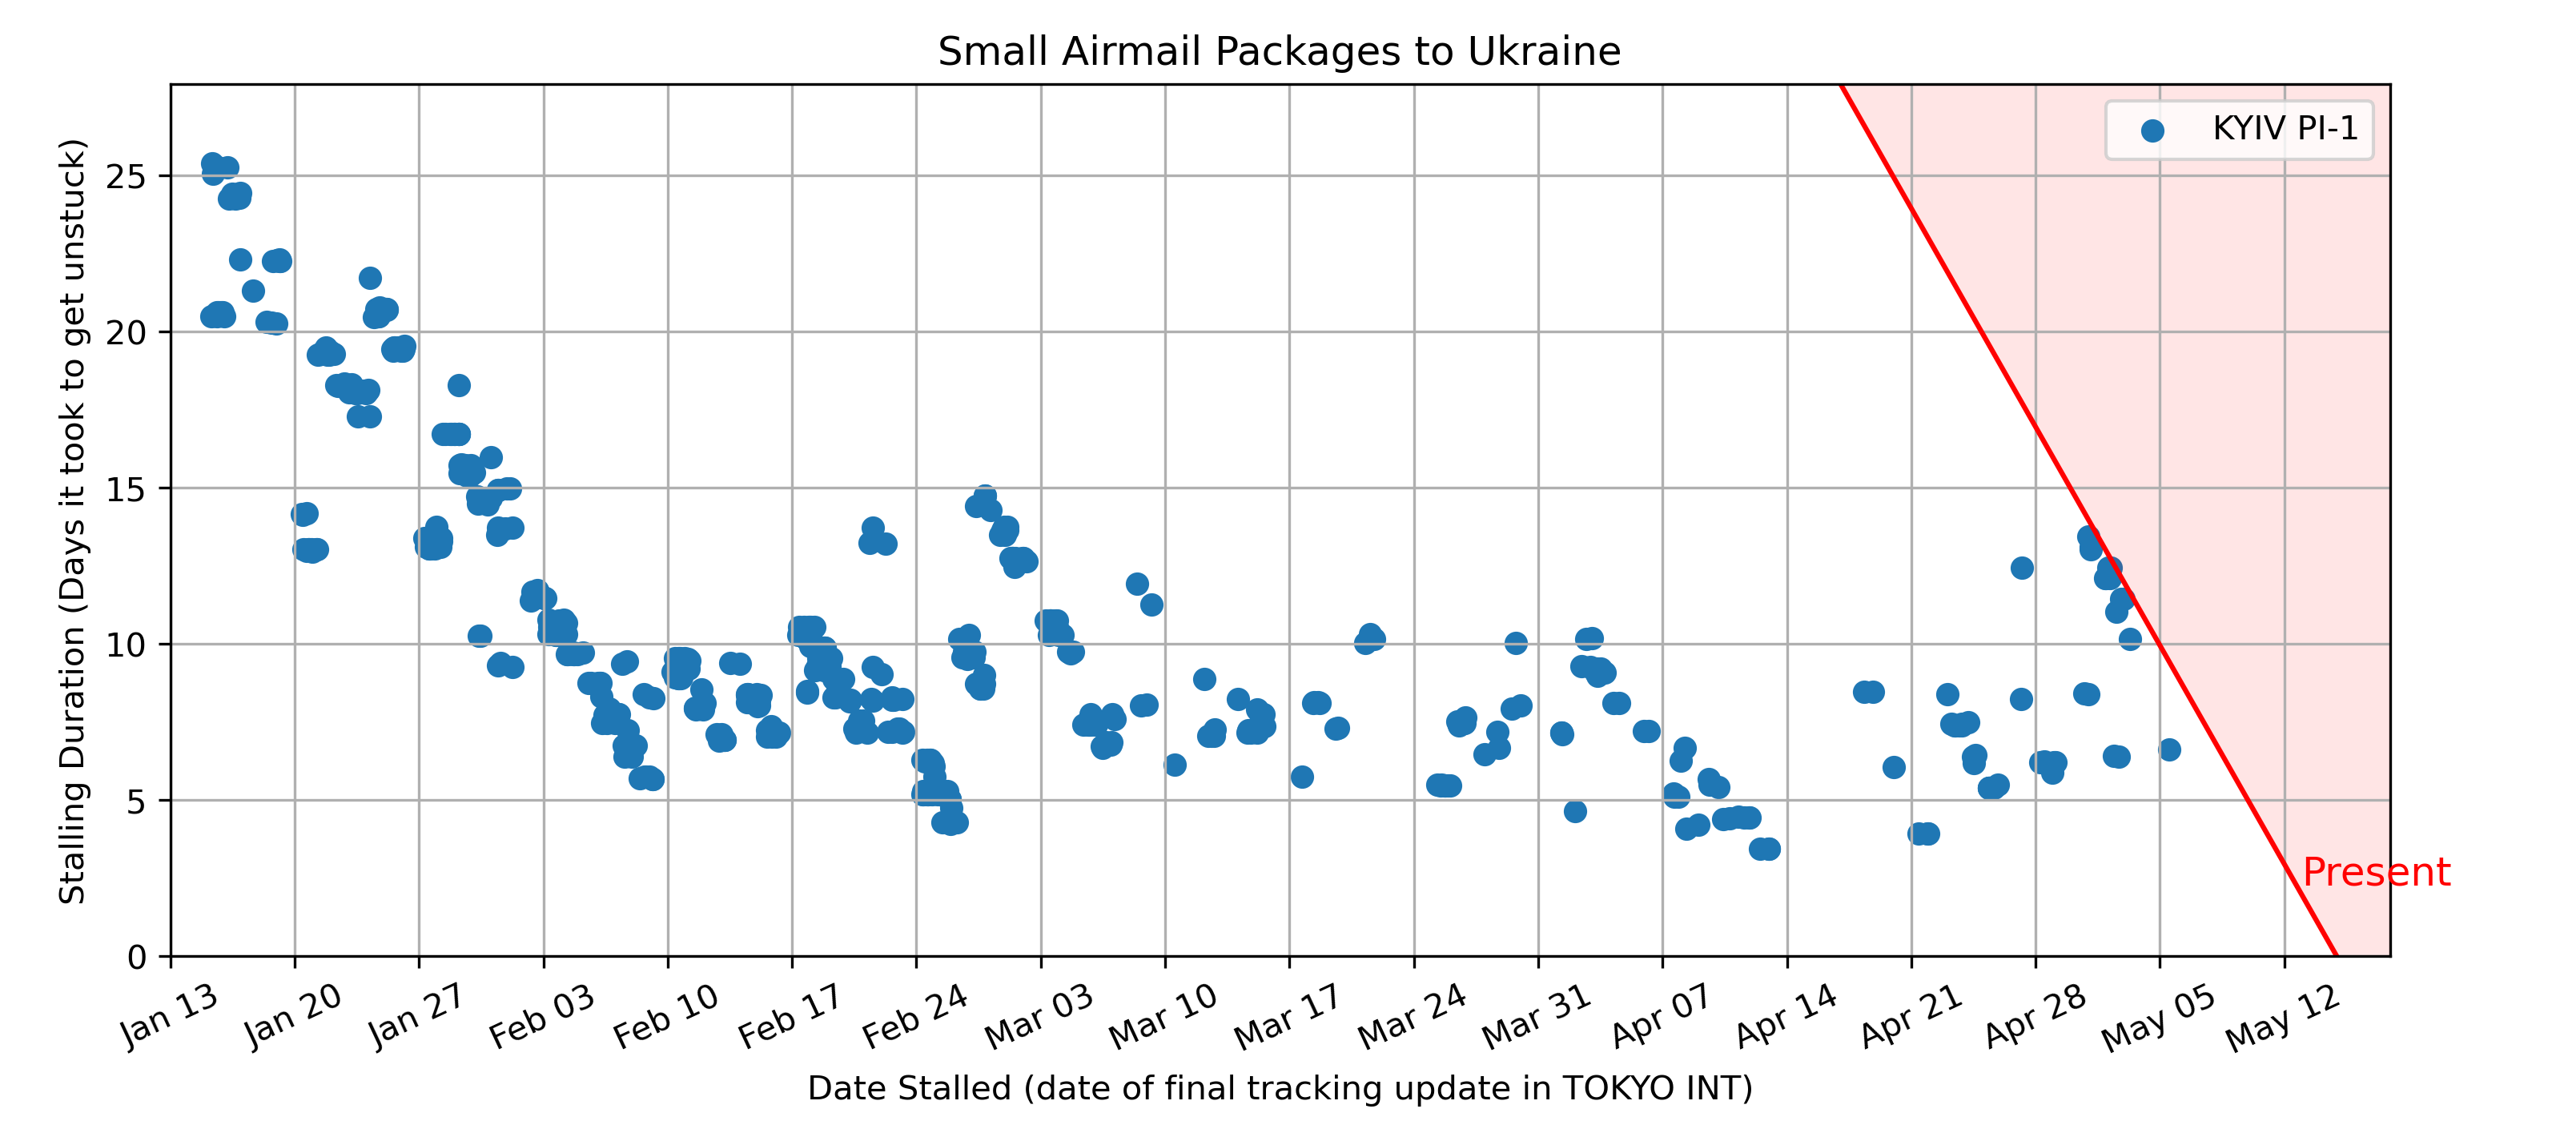 Small Airmail Packages to Ukraine
KYIV PI-1
Stalling Duration (Days it took to get unstuck)
25
20
15
10
5
0
Present
Jan 13
Jan 20
Jan 27
Feb 03
Feb 10
Feb 17
Feb 24
Mar 03
Mar 10
Mar 17
Mar 24
Mar 31
Apr 07
Apr 14
Apr 21
Apr 28
May 05
May 12
Date Stalled (date of final tracking update in TOKYO INT)